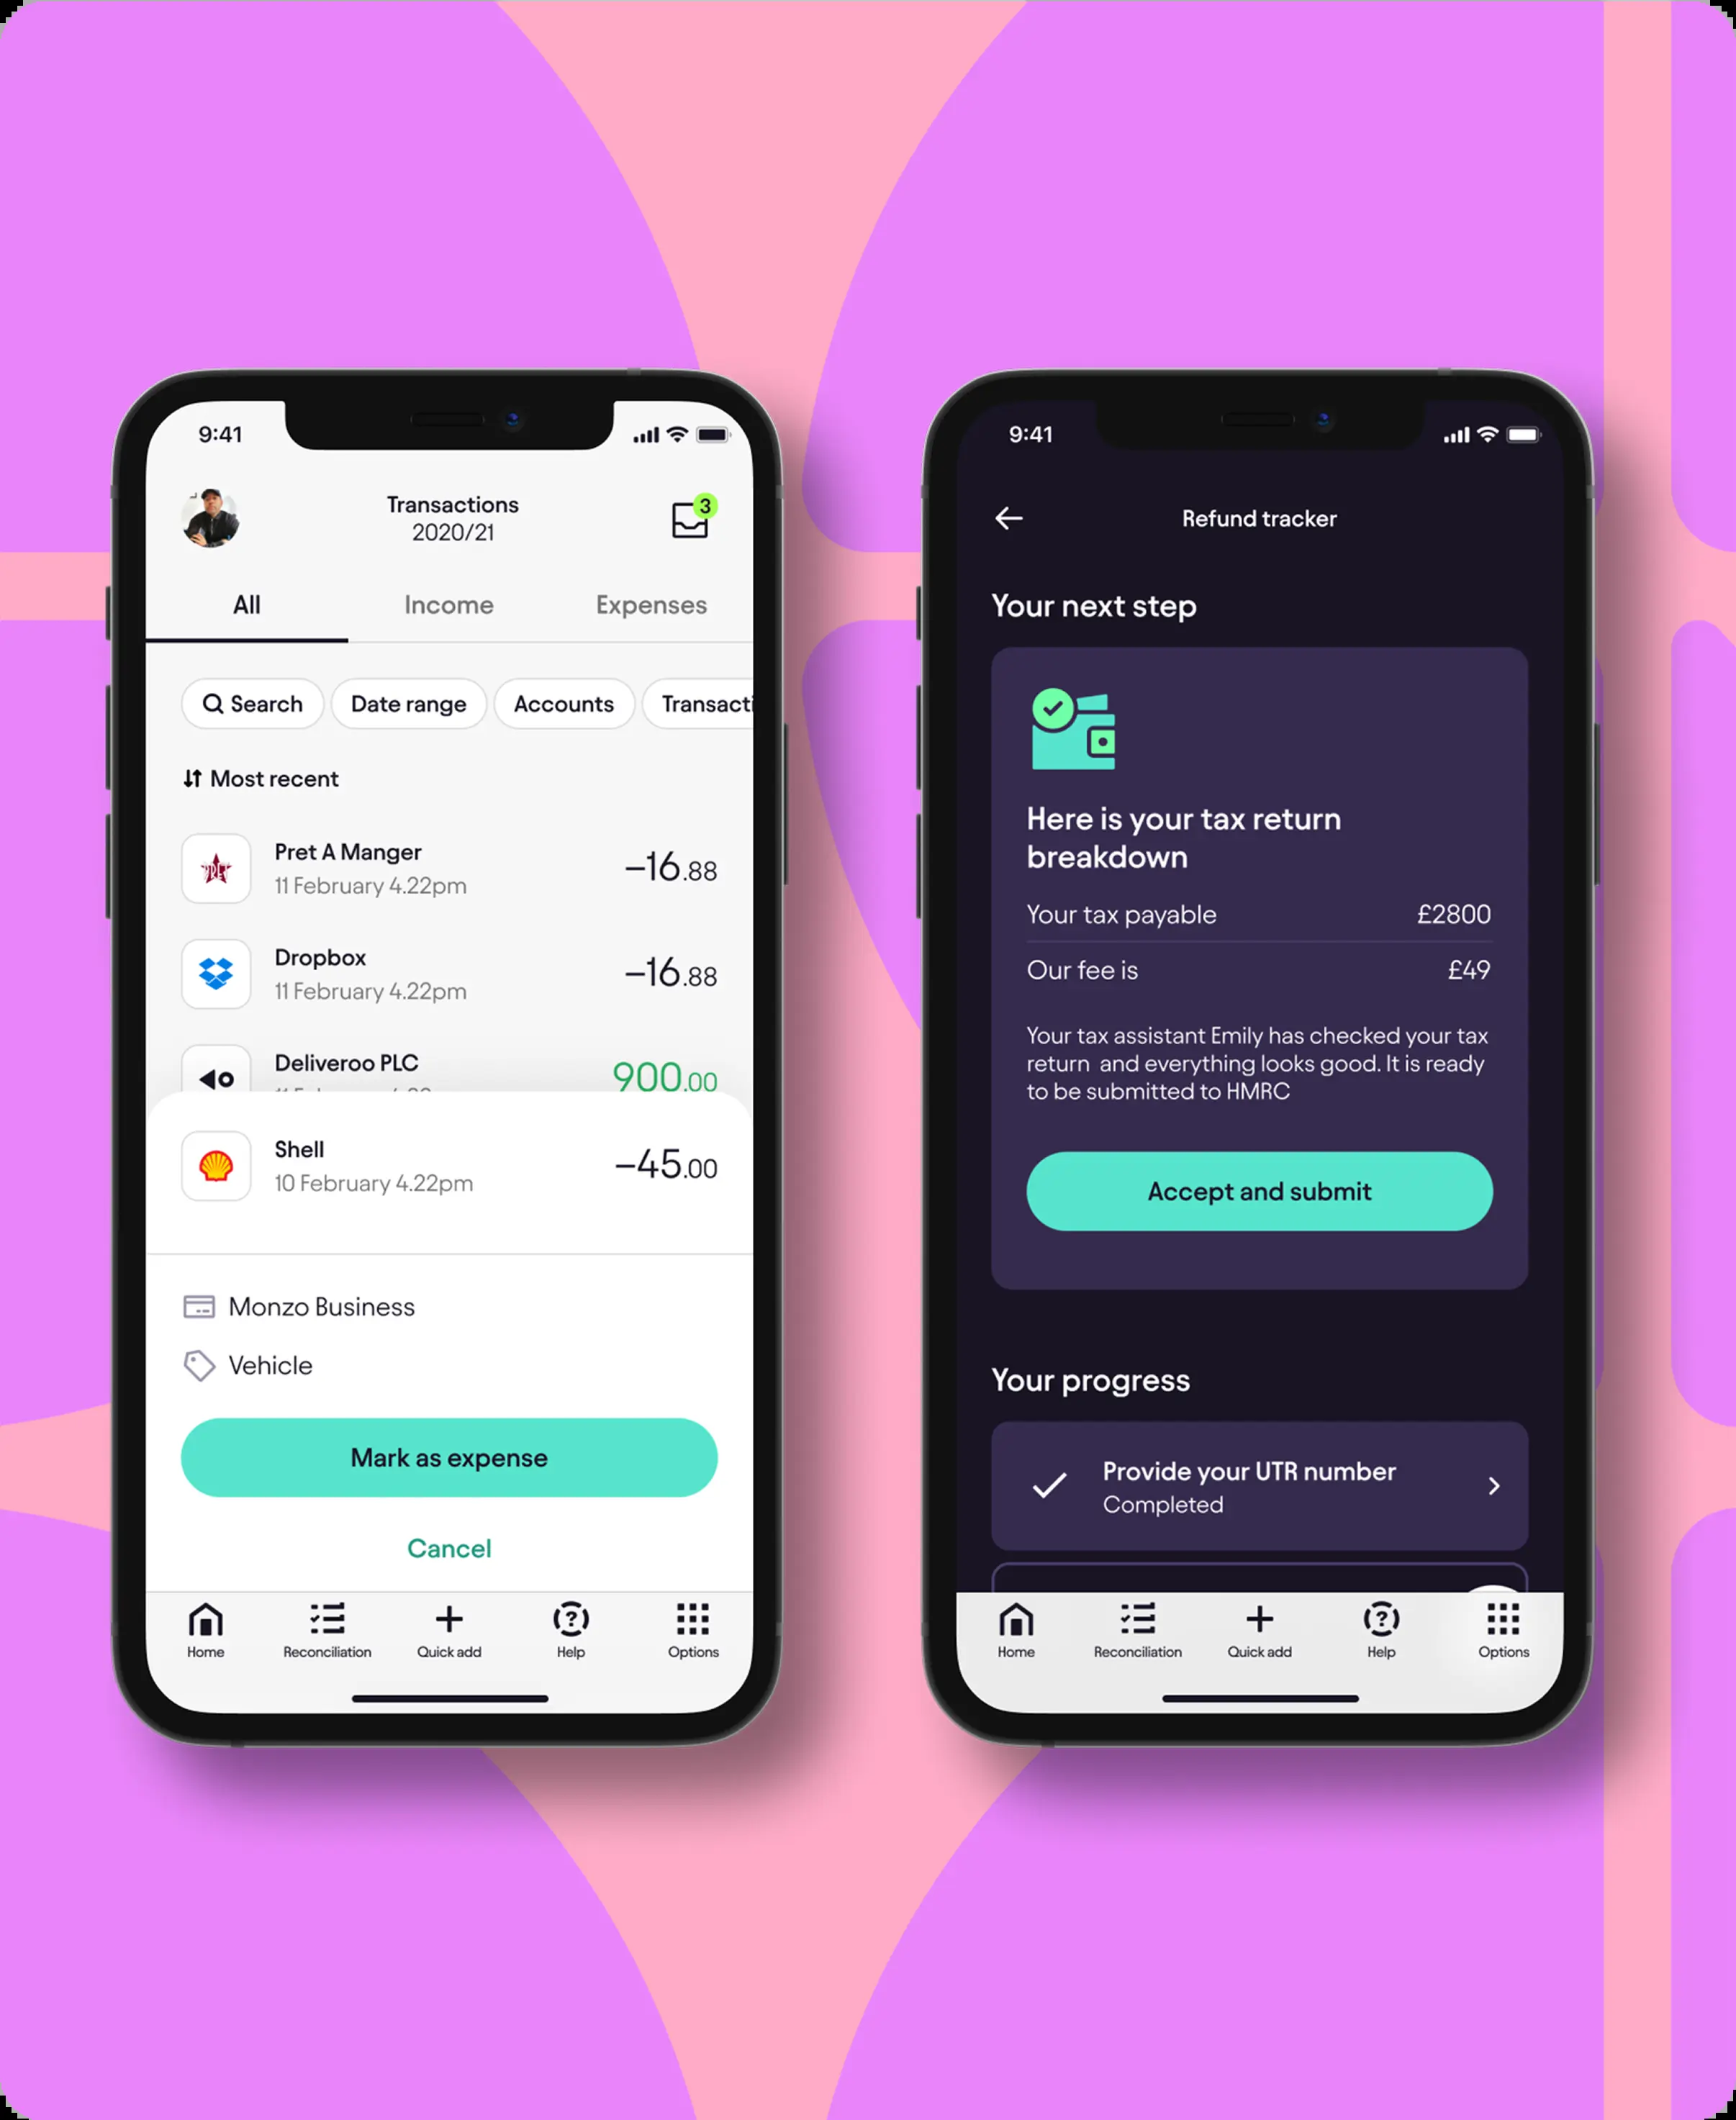 9:41
Transactions
2020/21
3
All
Income
Expenses
Search
Date range
Accounts
Transacti
Most recent
PRET
Pret A Manger
11 February 4.22pm
−16.88
Dropbox
11 February 4.22pm
−16.88
Deliveroo PLC
900.00
Shell
10 February 4.22pm
−45.00
Monzo Business
Vehicle
Mark as expense
Cancel
Home
Reconciliation
Quick add
Help
Options
9:41
Refund tracker
Your next step
Here is your tax return
breakdown
Your tax payable
£2800
Our fee is
£49
Your tax assistant Emily has checked your tax
return and everything looks good. It is ready
to be submitted to HMRC
Accept and submit
Your progress
Provide your UTR number
Completed
Home
Reconciliation
Quick add
Help
Options